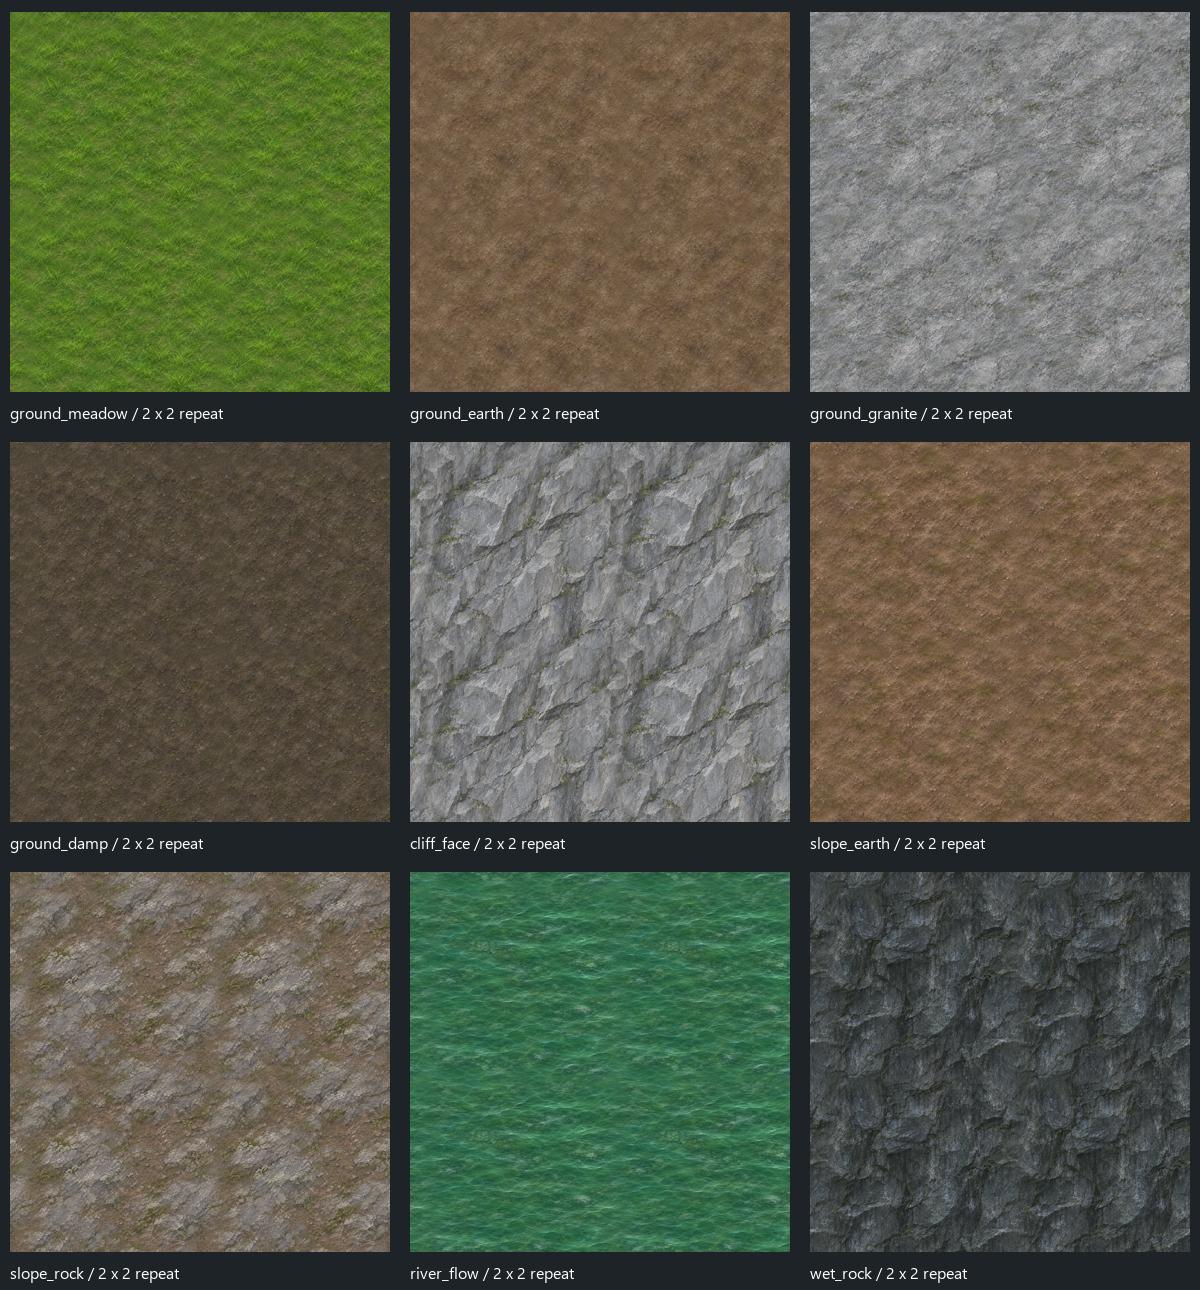 ground_meadow / 2 x 2 repeat
ground_earth / 2 x 2 repeat
ground_granite / 2 x 2 repeat
ground_damp / 2 x 2 repeat
cliff_face / 2 x 2 repeat
slope_earth / 2 x 2 repeat
slope_rock / 2 x 2 repeat
river_flow / 2 x 2 repeat
wet_rock / 2 x 2 repeat